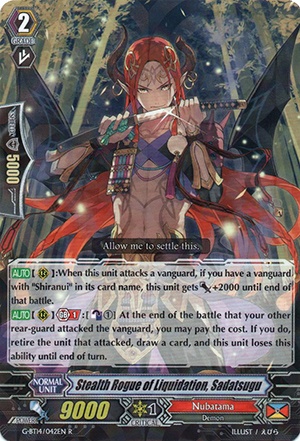 2
GRADE
SHIELD
5000
Allow me to settle this.
AUTO [ ]:When this unit attacks a vanguard, if you have a vanguard
with "Shiranui" in its card name, this unit gets +2000 until end
of that battle.
AUTO [ ] GB 1 :[ 1 ] At the end of the battle that your other
rear-guard attacked the vanguard, you may pay the cost. If you do,
retire the unit that attacked, draw a card, and this unit loses this
ability until end of turn.
NORMAL
UNIT
Stealth Rogue of Liquidation, Sadatsugu
POWER
9000
1
CRITICAL
Nubatama
Demon
G-BT14/042EN R
ILLUST /